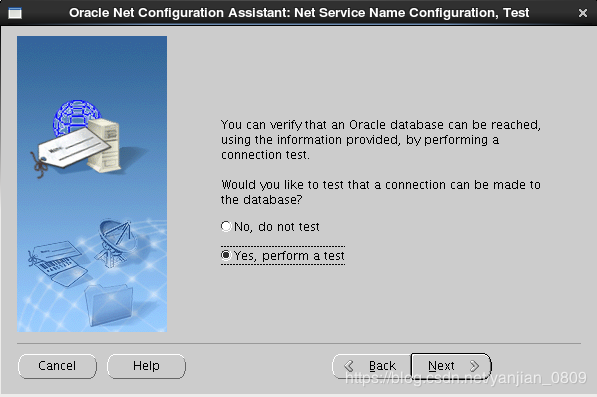 Oracle Net Configuration Assistant: Net Service Name Configuration, Test
You can verify that an Oracle database can be reached,
using the information provided, by performing a
connection test.
Would you like to test that a connection can be made to
the database?
No, do not test
Yes, perform a test
Cancel
Help
Back
Next
https://blog.csdn.net/yanjian_0809